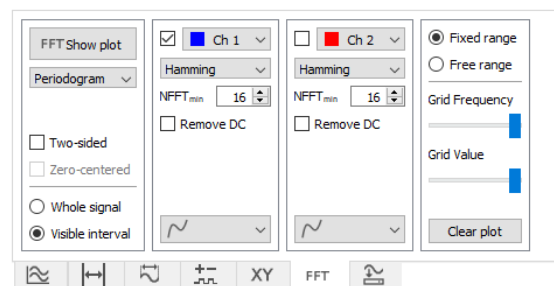 FFT Show plot
Periodogram
Two-sided
Zero-centered
Whole signal
Visible interval
Ch 1
Hamming
NFFTmin 16
Remove DC
Ch 2
Hamming
NFFTmin 16
Remove DC
Fixed range
Free range
Grid Frequency
Grid Value
Clear plot
XY
FFT